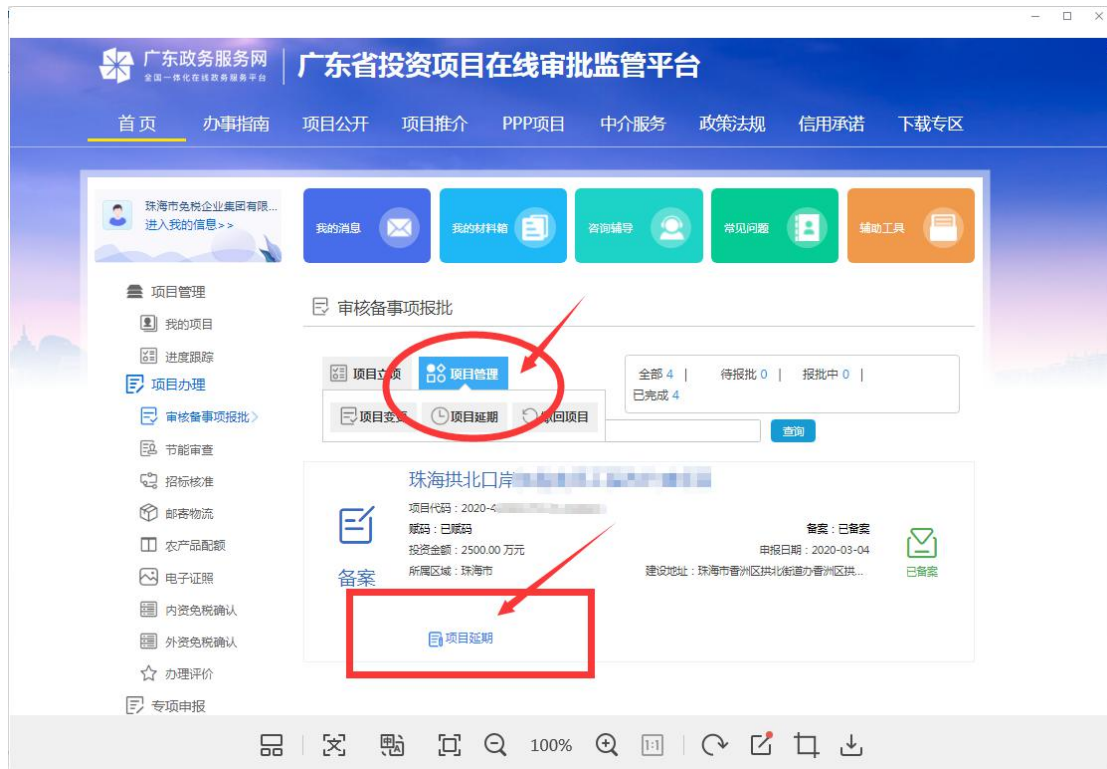 广东政务服务网
全国一体化在线政务服务平台
广东省投资项目在线审批监管平台
首页 办事指南 项目公开 项目推介 PPP项目 中介服务 政策法规 信用承诺 下载专区
珠海市免税企业集团有限...
进入我的信息>>
我的消息 我的材料箱 咨询辅导 常见问题 辅助工具
项目管理
我的项目
进度跟踪
项目办理
审核备事项报批>
节能审查
招标核准
邮寄物流
农产品配额
电子证照
内资免税确认
外资免税确认
办理评价
专项申报
审核备事项报批
项目立项 项目管理
项目变更 项目延期 回项目
全部 4 | 待报批 0 | 报批中 0 |
已完成 4
查询
珠海拱北口岸
项目代码：2020-4
赋码：已赋码 备案：已备案
投资金额：2500.00 万元 申报日期：2020-03-04
所属区域：珠海市 建设地址：珠海市香洲区拱北街道办香洲区拱...
备案
已备案
项目延期
100%
1:1